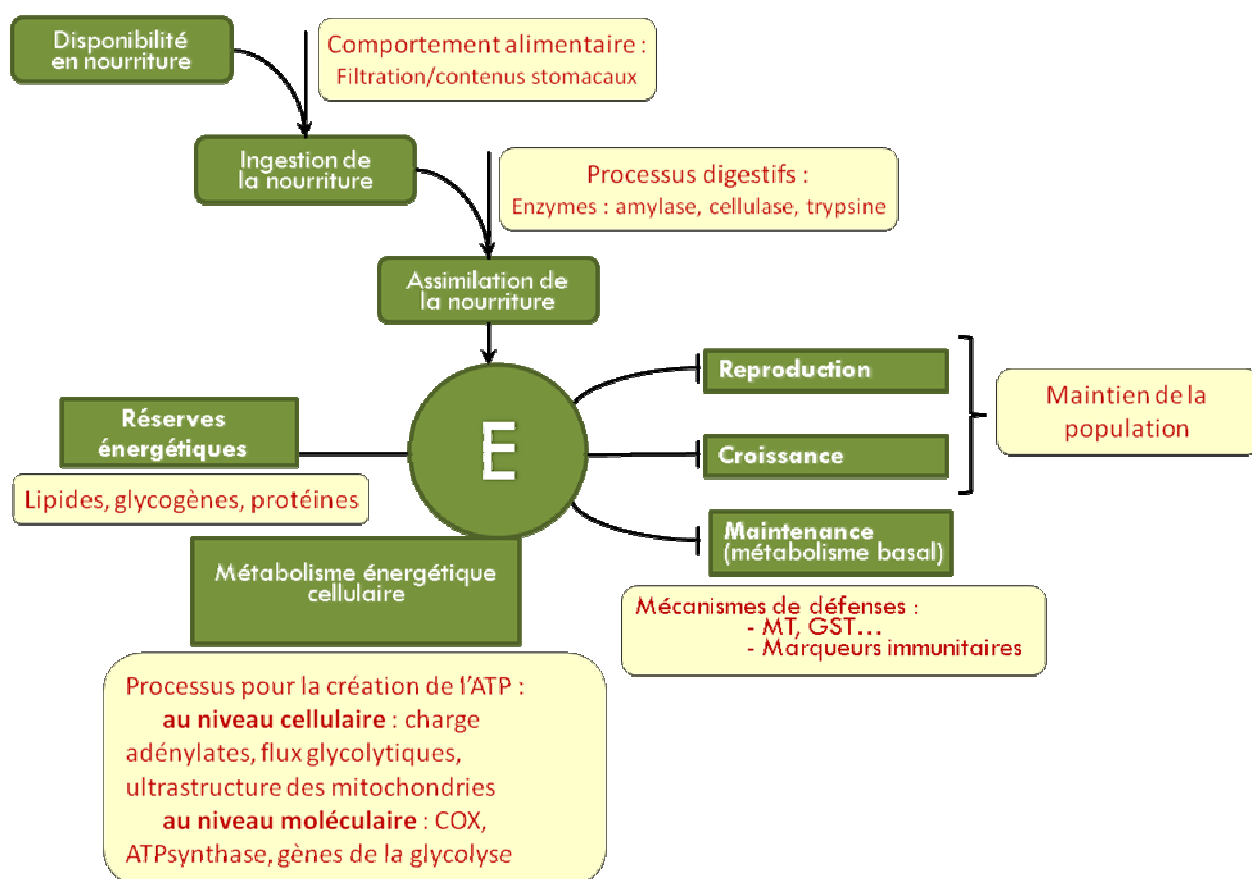 Disponibilité
en nourriture
Comportement alimentaire :
Filtration/contenus stomacaux
Ingestion de
la nourriture
Processus digestifs :
Enzymes : amylase, cellulase, trypsine
Assimilation de
la nourriture
E
Réserves
énergétiques
Lipides, glycogènes, protéines
Reproduction
Croissance
Maintien de la
population
Maintenance
(métabolisme basal)
Mécanismes de défenses :
- MT, GST...
- Marqueurs immunitaires
Métabolisme énergétique
cellulaire
Processus pour la création de l'ATP :
au niveau cellulaire : charge
adénylates, flux glycolytiques,
ultrastructure des mitochondries
au niveau moléculaire : COX,
ATPsynthase, gènes de la glycolyse